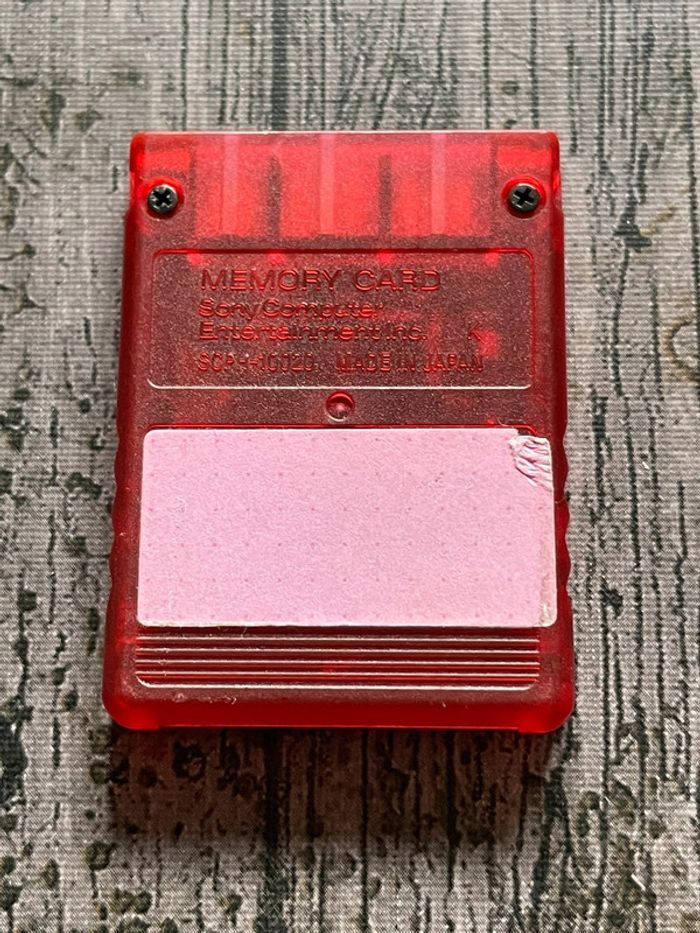 MEMORY CARD
Sony Computer
Entertainment Inc. K
SCPH-10020 MADE IN JAPAN